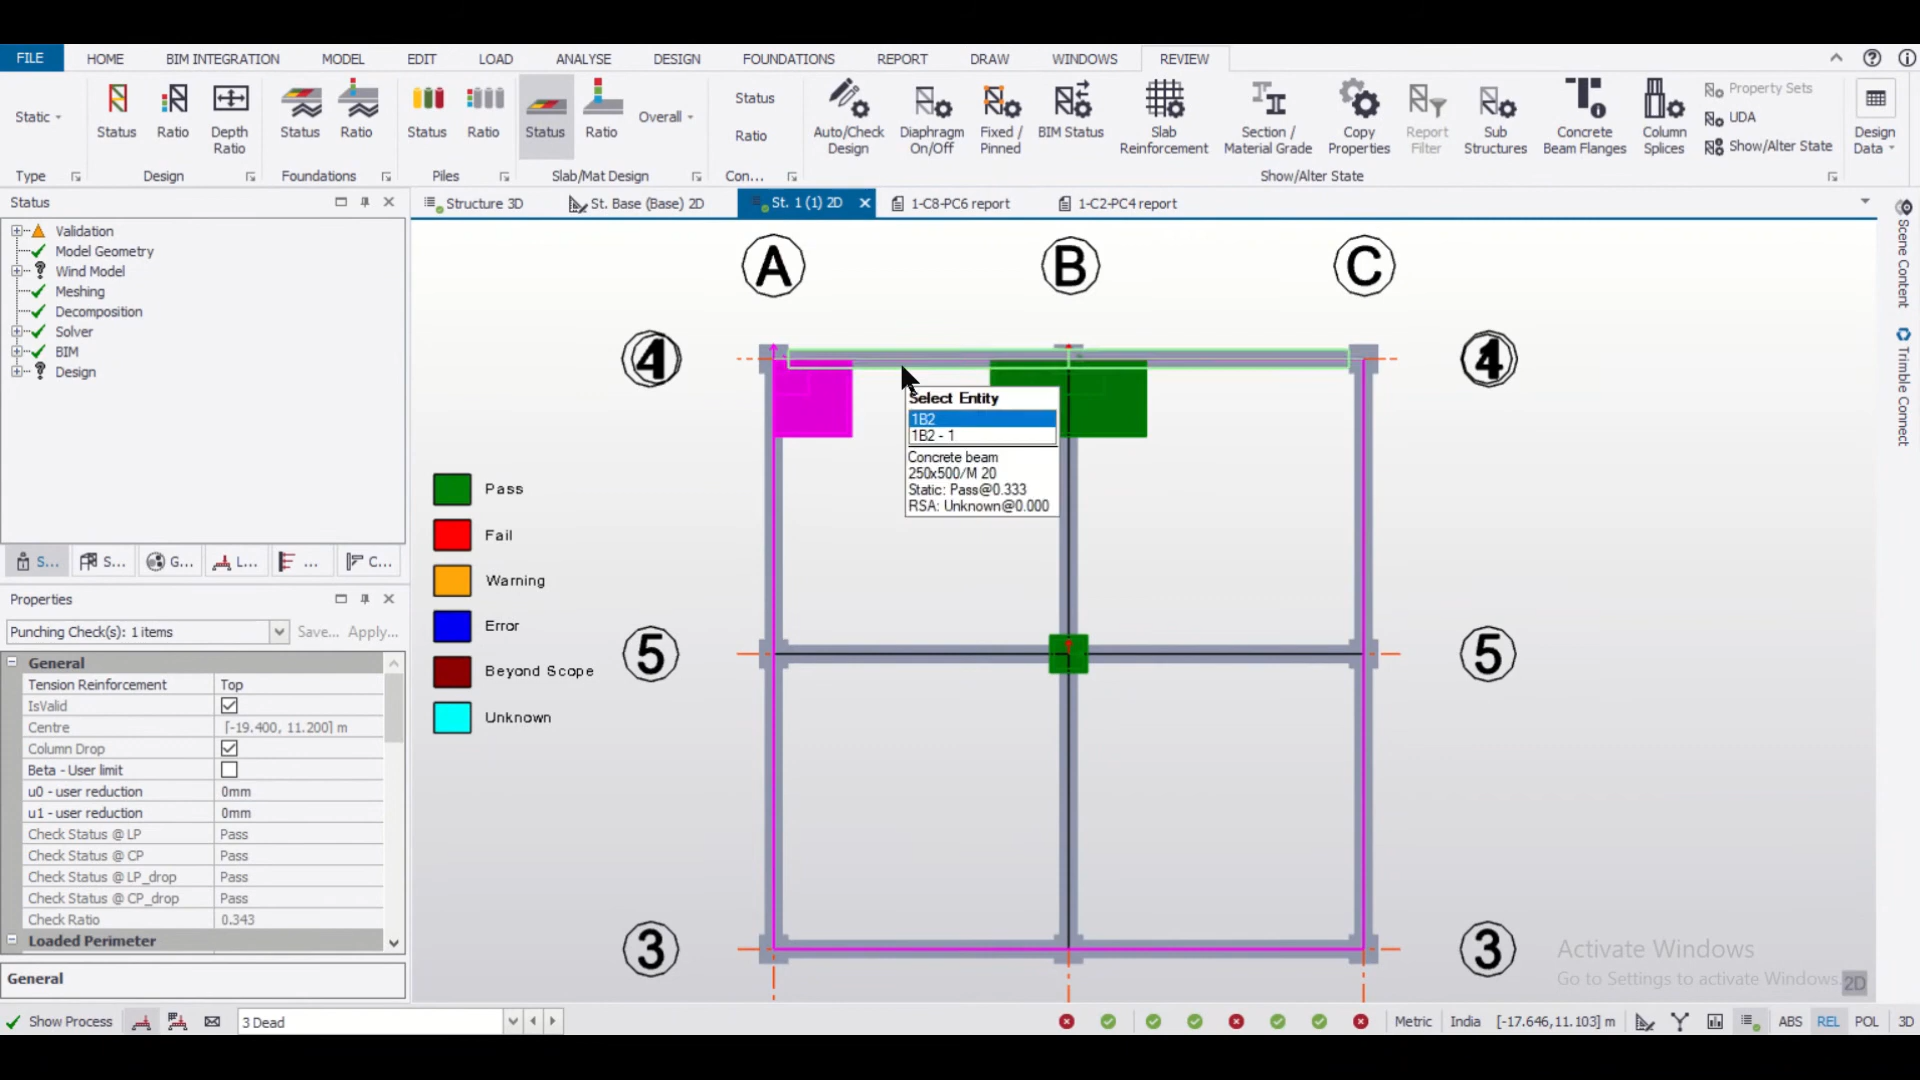 FILE HOME BIM INTEGRATION MODEL EDIT LOAD ANALYSE DESIGN FOUNDATIONS REPORT DRAW WINDOWS REVIEW
Static
Status Ratio Depth Ratio
Status Ratio
Status Ratio
Status Ratio Overall
Status
Ratio
Auto/Check Design
Diaphragm On/Off
Fixed / Pinned
BIM Status
Slab Reinforcement
Section / Material Grade
Copy Properties
Report Filter
Sub Structures
Concrete Beam Flanges
Column Splices
Property Sets
UDA
Show/Alter State
Design Data
Type Design Foundations Piles Slab/Mat Design Con... Show/Alter State
Status
Structure 3D St. Base (Base) 2D St. 1 (1) 2D 1-C8-PC6 report 1-C2-PC4 report
Validation
Model Geometry
Wind Model
Meshing
Decomposition
Solver
BIM
Design
S... S... G... L... ... C...
Properties
Punching Check(s): 1 items Save... Apply...
General
Tension Reinforcement Top
IsValid
Centre [-19.400, 11.200] m
Column Drop
Beta - User limit
u0 - user reduction 0mm
u1 - user reduction 0mm
Check Status @ LP Pass
Check Status @ CP Pass
Check Status @ LP_drop Pass
Check Status @ CP_drop Pass
Check Ratio 0.343
Loaded Perimeter
General
A B C
4 4
5 5
3 3
Pass
Fail
Warning
Error
Beyond Scope
Unknown
Select Entity
1B2
1B2 - 1
Concrete beam
250x500/M 20
Static: Pass@0.333
RSA: Unknown@0.000
Scene Content
Trimble Connect
Activate Windows
Go to Settings to activate Windows.
2D
Show Process 3 Dead Metric India [-17.646,11.103] m ABS REL POL 3D